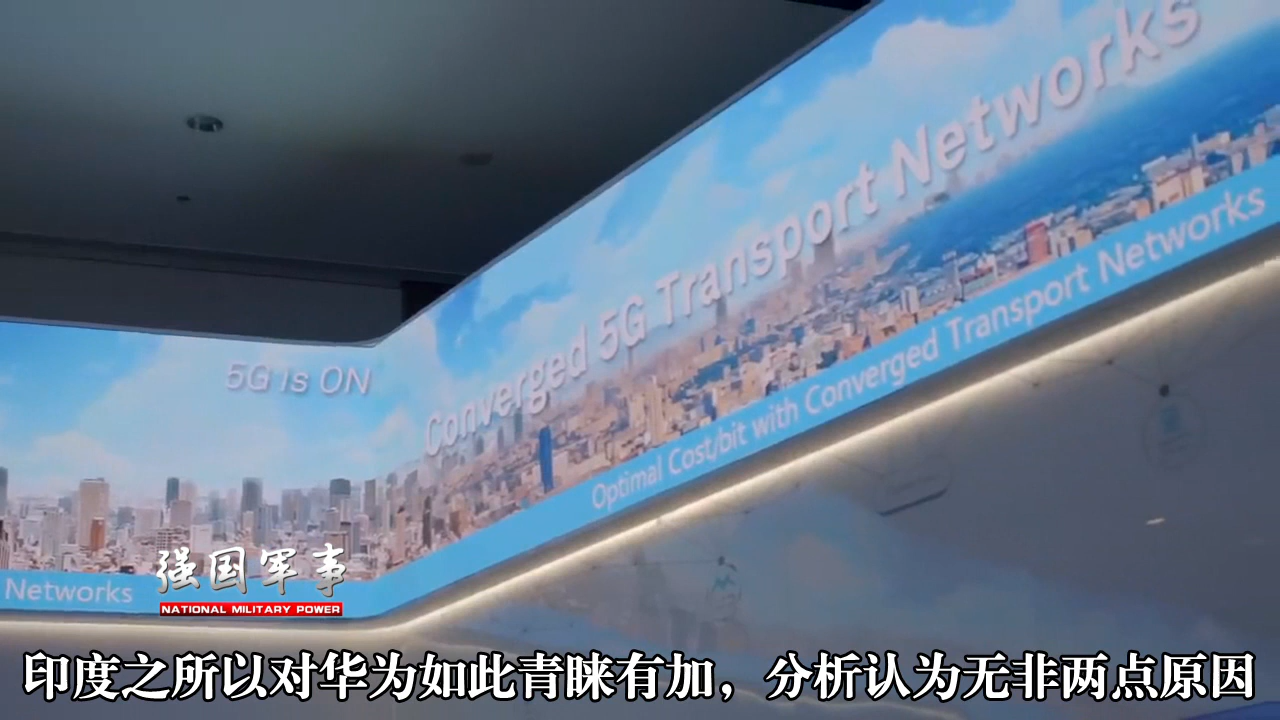 Converged 5G Transport Networks
5G is ON
Optimal Cost/bit with Converged Transport Networks
Networks
强国军事
NATIONAL MILITARY POWER
印度之所以对华为如此青睐有加，分析认为无非两点原因